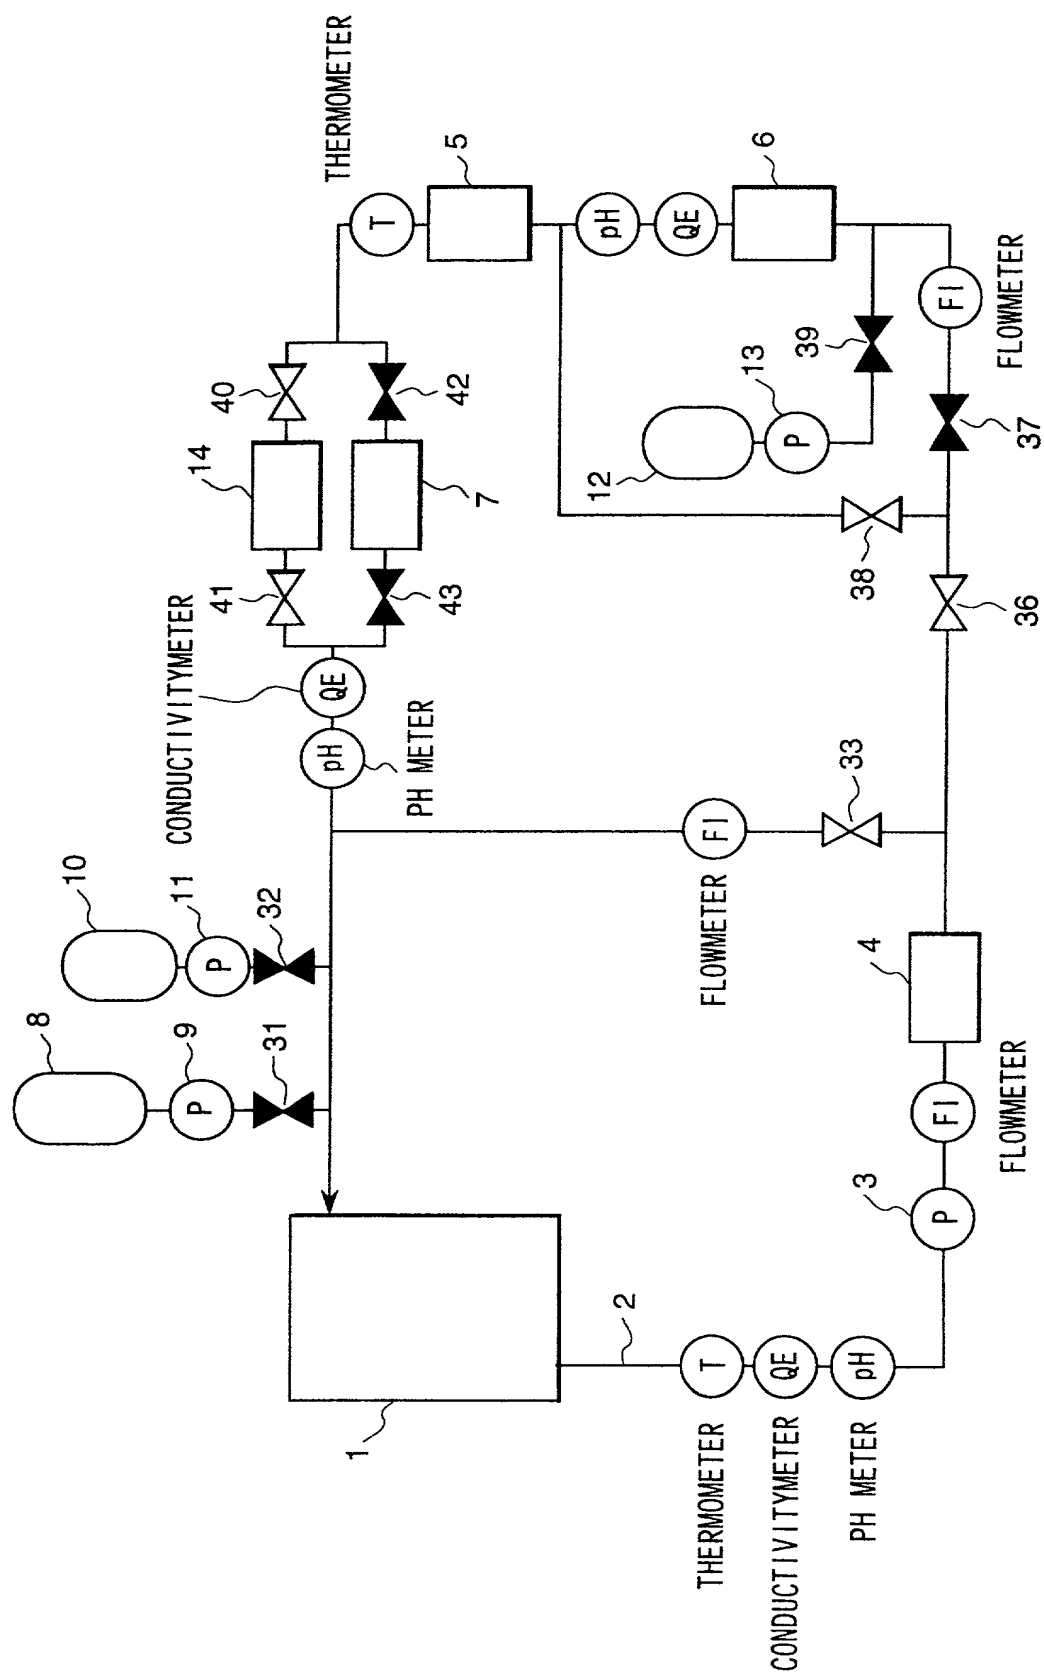 8
10
9
11
31
32
CONDUCTIVITYMETER
41
14
40
THERMOMETER
P
P
QE
pH
PH METER
43
7
42
T
5
1
2
FLOWMETER
FI
33
12
P
13
39
pH
QE
6
38
THERMOMETER
T
CONDUCTIVITYMETER
QE
PH METER
pH
3
P
FI
FLOWMETER
4
36
37
FI
FLOWMETER